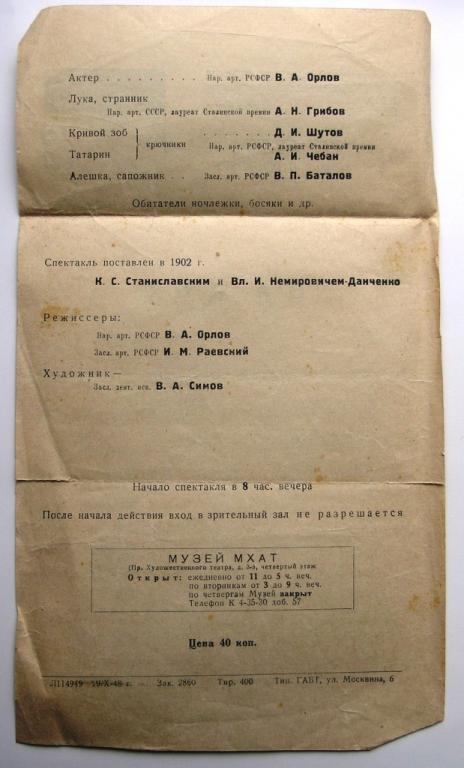 Актер . . . . . . . . . Нар. арт. РСФСР В. А. Орлов
Лука, странник
Нар. арт. СССР, лауреат Сталинской премии А. Н. Грибов
Кривой зоб } крючники . . . . . . . Д. И. Шутов
Нар. арт. РСФСР, лауреат Сталинской премии
Татарин А. И. Чебан
Алешка, сапожник . . Засл. арт. РСФСР В. П. Баталов
Обитатели ночлежки, босяки и др.
Спектакль поставлен в 1902 г.
К. С. Станиславским и Вл. И. Немировичем-Данченко
Режиссеры:
Нар. арт. РСФСР В. А. Орлов
Засл. арт. РСФСР И. М. Раевский
Художник—
Засл. деят. иск. В. А. Симов
Начало спектакля в 8 час. вечера
После начала действия вход в зрительный зал не разрешается
МУЗЕЙ МХАТ
(Пр. Художественного театра, д. 3-а, четвертый этаж
Открыт: ежедневно от 11 до 5 ч. веч.
по вторникам от 3 до 9 ч. веч.
по четвергам Музей закрыт
Телефон К 4-35-30 доб. 57
Цена 40 коп.
Л114949 19-X-48 г. — Зак. 2860 Тир. 400 Тип. ГАБТ, ул. Москвина, 6